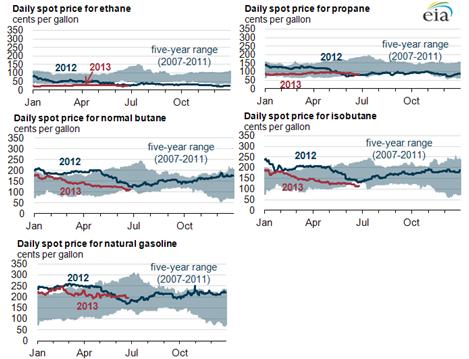 Daily spot price for ethane
cents per gallon
350
300
250
200
150
100
50
0
2012
2013
five-year range
(2007-2011)
Jan Apr Jul Oct
Daily spot price for propane
cents per gallon
eia
350
300
250
200
150
100
50
0
five-year range
(2007-2011)
2012
2013
Jan Apr Jul Oct
Daily spot price for normal butane
cents per gallon
350
300
250
200
150
100
50
0
five-year range
(2007-2011)
2012
2013
Jan Apr Jul Oct
Daily spot price for isobutane
cents per gallon
350
300
250
200
150
100
50
0
five-year range
(2007-2011)
2012
2013
Jan Apr Jul Oct
Daily spot price for natural gasoline
cents per gallon
350
300
250
200
150
100
50
0
five-year range
(2007-2011)
2012
2013
Jan Apr Jul Oct